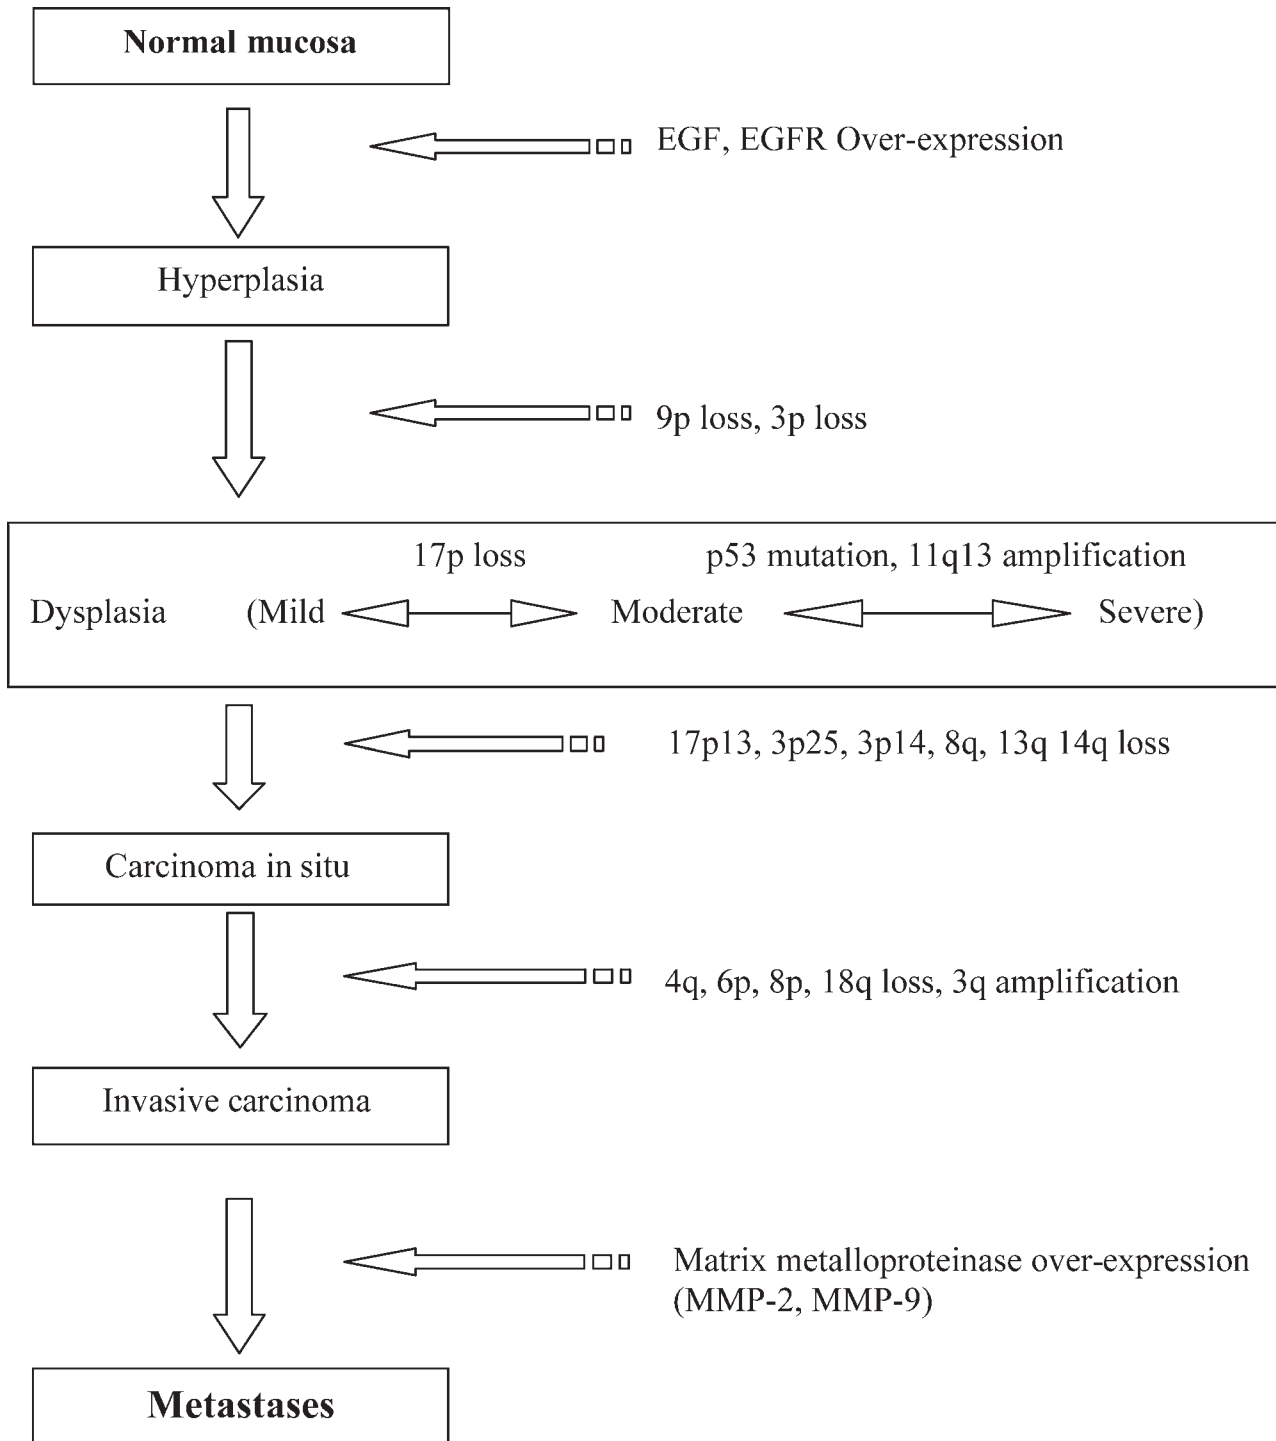 Normal mucosa
EGF, EGFR Over-expression
Hyperplasia
9p loss, 3p loss
17p loss p53 mutation, 11q13 amplification
Dysplasia (Mild Moderate Severe)
17p13, 3p25, 3p14, 8q, 13q 14q loss
Carcinoma in situ
4q, 6p, 8p, 18q loss, 3q amplification
Invasive carcinoma
Matrix metalloproteinase over-expression
(MMP-2, MMP-9)
Metastases